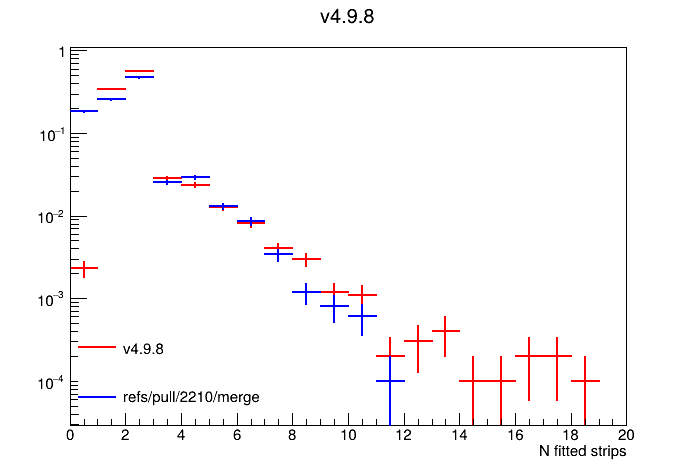 v4.9.8
1
10⁻¹
10⁻²
10⁻³
10⁻⁴
v4.9.8
refs/pull/2210/merge
0 2 4 6 8 10 12 14 16 18 20
N fitted strips